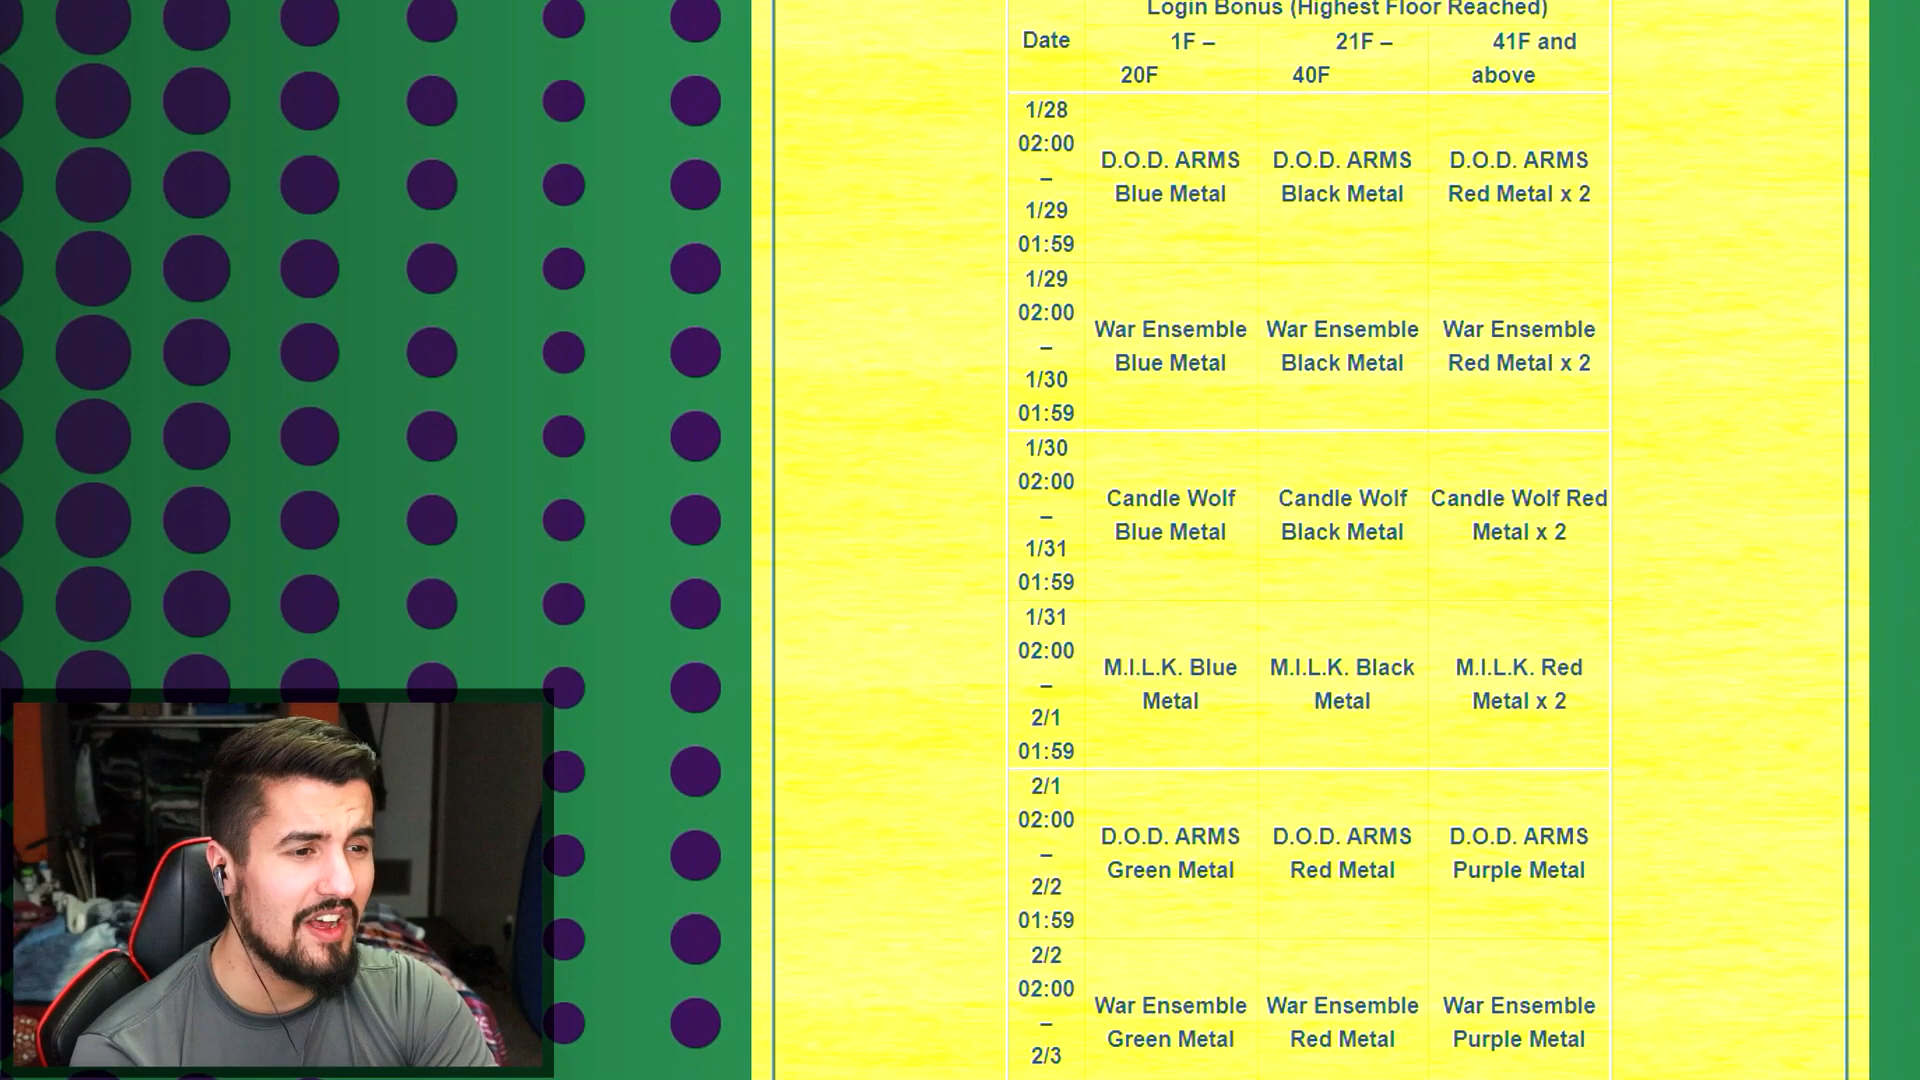 Login Bonus (Highest Floor Reached)
Date
1F –
20F
21F –
40F
41F and
above
1/28
02:00
–
1/29
01:59
D.O.D. ARMS
Blue Metal
D.O.D. ARMS
Black Metal
D.O.D. ARMS
Red Metal x 2
1/29
02:00
–
1/30
01:59
War Ensemble
Blue Metal
War Ensemble
Black Metal
War Ensemble
Red Metal x 2
1/30
02:00
–
1/31
01:59
Candle Wolf
Blue Metal
Candle Wolf
Black Metal
Candle Wolf Red
Metal x 2
1/31
02:00
–
2/1
01:59
M.I.L.K. Blue
Metal
M.I.L.K. Black
Metal
M.I.L.K. Red
Metal x 2
2/1
02:00
–
2/2
01:59
D.O.D. ARMS
Green Metal
D.O.D. ARMS
Red Metal
D.O.D. ARMS
Purple Metal
2/2
02:00
–
2/3
War Ensemble
Green Metal
War Ensemble
Red Metal
War Ensemble
Purple Metal